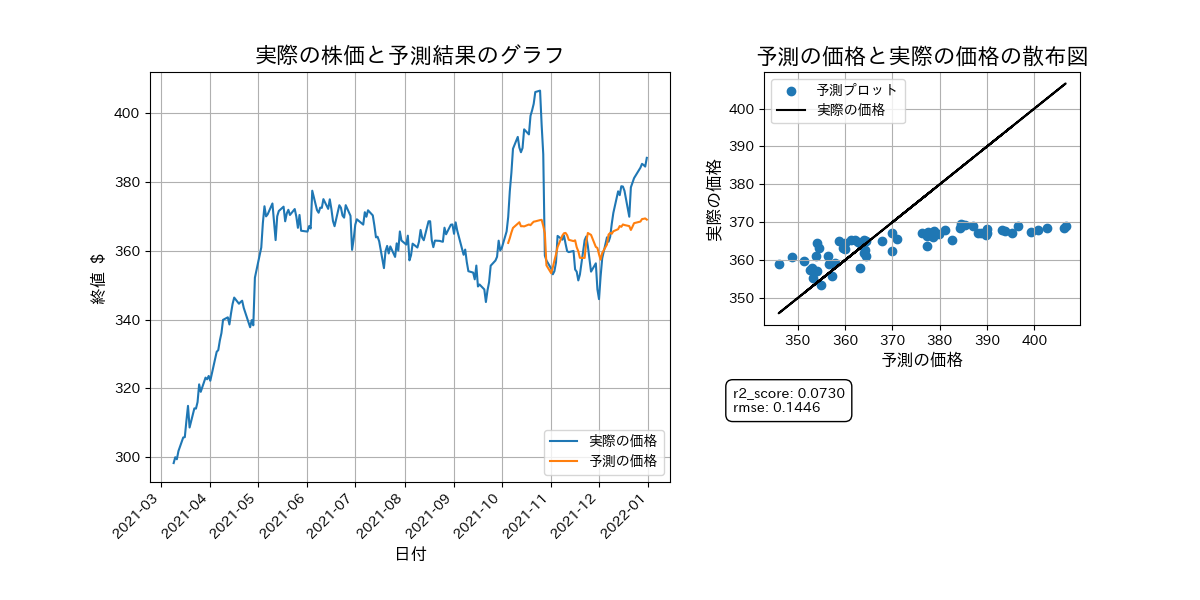 実際の株価と予測結果のグラフ
終値 $
400
380
360
340
320
300
2021-03
2021-04
2021-05
2021-06
2021-07
2021-08
2021-09
2021-10
2021-11
2021-12
2022-01
日付
実際の価格
予測の価格
予測の価格と実際の価格の散布図
予測プロット
実際の価格
実際の価格
400
390
380
370
360
350
350
360
370
380
390
400
予測の価格
r2_score: 0.0730
rmse: 0.1446